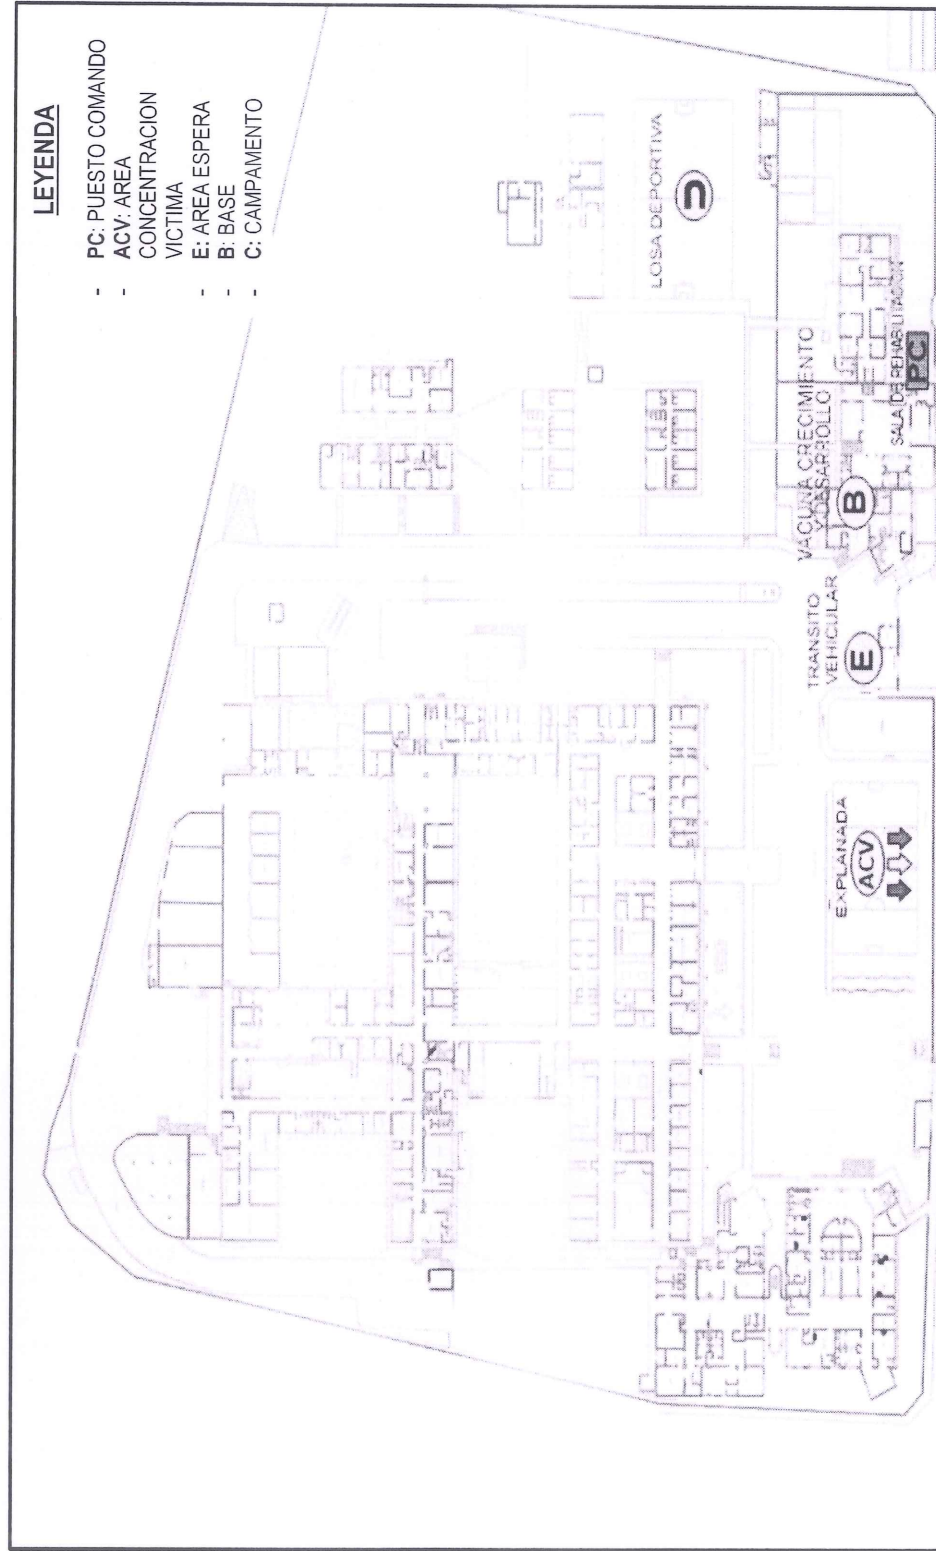 LEYENDA
- PC: PUESTO COMANDO
- ACV: AREA
CONCENTRACION
VICTIMA
- E: AREA ESPERA
- B: BASE
- C: CAMPAMENTO
LOSA DEPORTIVA
C
VACUNA CRECIMIENTO
Y DESARROLLO
B
SALA DE REHABILITACION
PC
TRANSITO
VEHICULAR
E
EXPLANADA
ACV